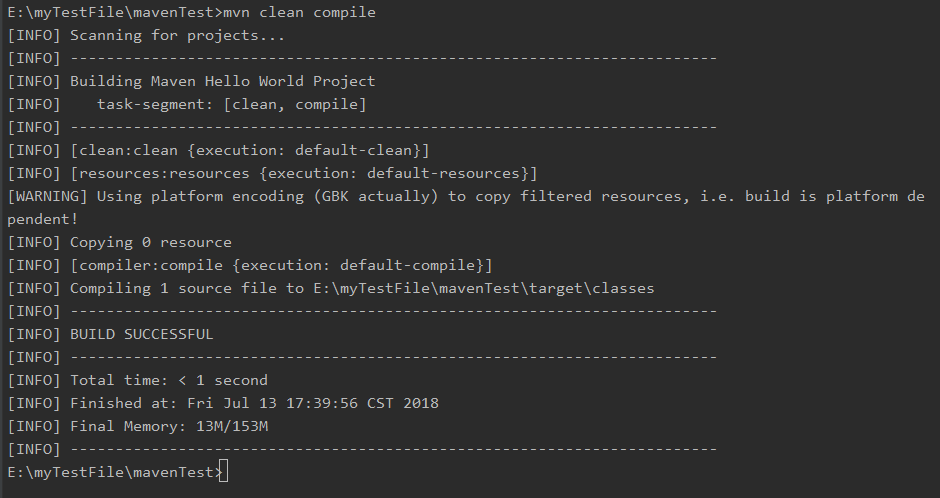 E:\myTestFile\mavenTest>mvn clean compile
[INFO] Scanning for projects...
[INFO] ------------------------------------------------------------------------
[INFO] Building Maven Hello World Project
[INFO]    task-segment: [clean, compile]
[INFO] ------------------------------------------------------------------------
[INFO] [clean:clean {execution: default-clean}]
[INFO] [resources:resources {execution: default-resources}]
[WARNING] Using platform encoding (GBK actually) to copy filtered resources, i.e. build is platform de
pendent!
[INFO] Copying 0 resource
[INFO] [compiler:compile {execution: default-compile}]
[INFO] Compiling 1 source file to E:\myTestFile\mavenTest\target\classes
[INFO] ------------------------------------------------------------------------
[INFO] BUILD SUCCESSFUL
[INFO] ------------------------------------------------------------------------
[INFO] Total time: < 1 second
[INFO] Finished at: Fri Jul 13 17:39:56 CST 2018
[INFO] Final Memory: 13M/153M
[INFO] ------------------------------------------------------------------------
E:\myTestFile\mavenTest>